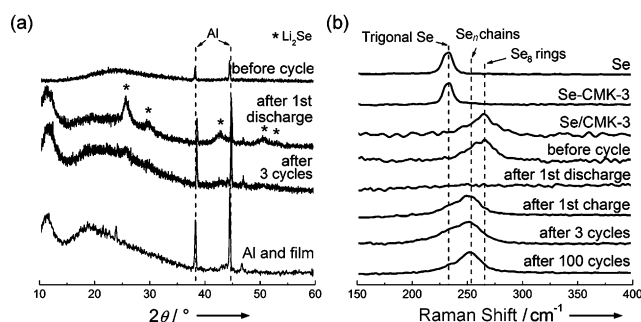 (a)
Al
* Li₂Se
before cycle
after 1st
discharge
after
3 cycles
Al and film
10 20 30 40 50 60
2θ / °
(b)
Trigonal Se
Seₙ chains
Se₈ rings
Se
Se-CMK-3
Se/CMK-3
before cycle
after 1st discharge
after 1st charge
after 3 cycles
after 100 cycles
150 200 250 300 350 400
Raman Shift / cm⁻¹